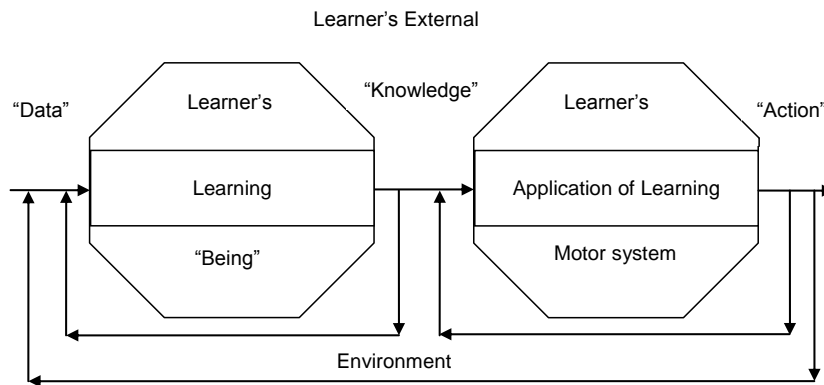 Learner’s External
“Data”
Learner’s
“Knowledge”
Learner’s
“Action”
Learning
Application of Learning
“Being”
Motor system
Environment